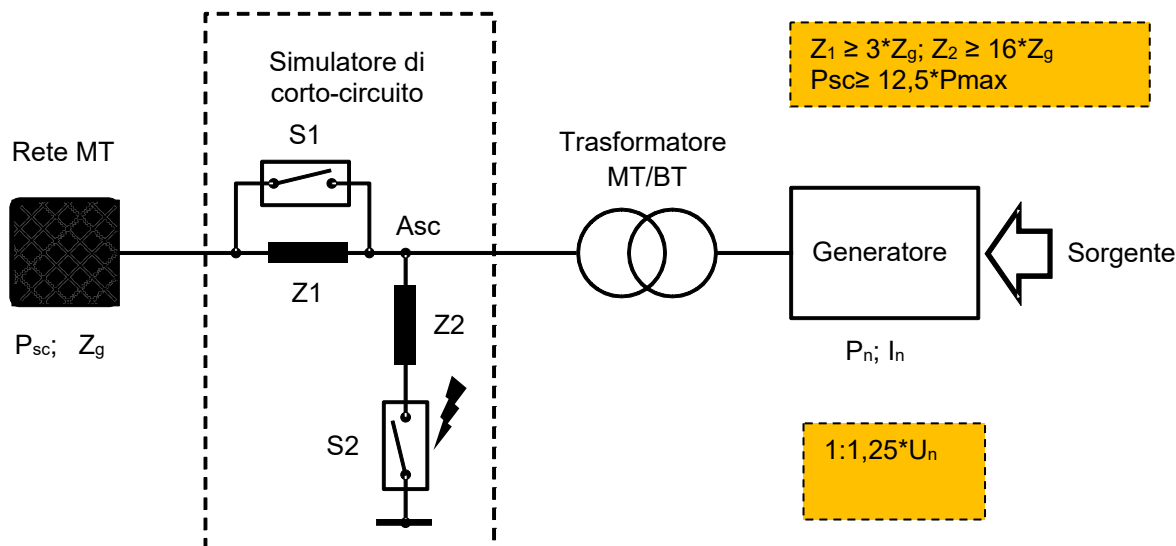 Z₁ ≥ 3*Zg; Z₂ ≥ 16*Zg
Psc≥ 12,5*Pmax
Simulatore di
corto-circuito
S1
Rete MT
Trasformatore
MT/BT
Asc
Generatore
Sorgente
Z1
Z2
Psc; Zg
Pn; In
S2
1:1,25*Un